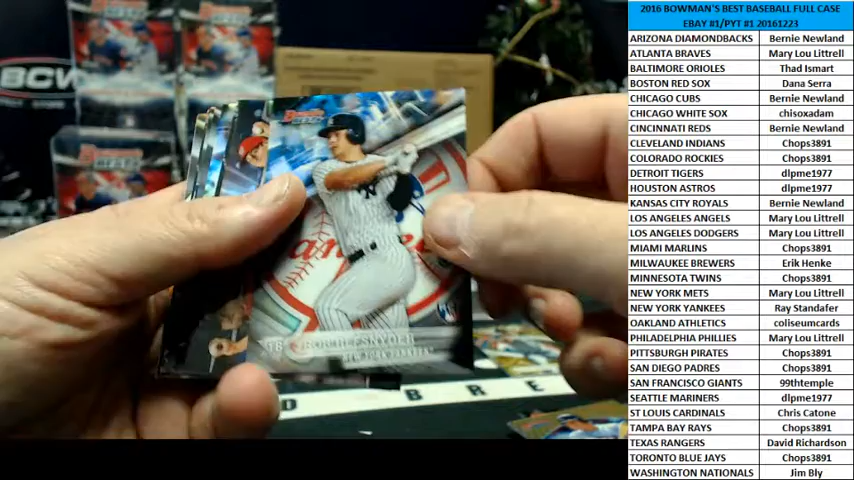 2016 BOWMAN'S BEST BASEBALL FULL CASE
EBAY #1/PYT #1 20161223
ARIZONA DIAMONDBACKS Bernie Newland
ATLANTA BRAVES Mary Lou Littrell
BALTIMORE ORIOLES Thad Ismart
BOSTON RED SOX Dana Serra
CHICAGO CUBS Bernie Newland
CHICAGO WHITE SOX chisoxadam
CINCINNATI REDS Bernie Newland
CLEVELAND INDIANS Chops3891
COLORADO ROCKIES Chops3891
DETROIT TIGERS dlpme1977
HOUSTON ASTROS dlpme1977
KANSAS CITY ROYALS Bernie Newland
LOS ANGELES ANGELS Mary Lou Littrell
LOS ANGELES DODGERS Mary Lou Littrell
MIAMI MARLINS Chops3891
MILWAUKEE BREWERS Erik Henke
MINNESOTA TWINS Chops3891
NEW YORK METS Mary Lou Littrell
NEW YORK YANKEES Ray Standafer
OAKLAND ATHLETICS coliseumcards
PHILADELPHIA PHILLIES Mary Lou Littrell
PITTSBURGH PIRATES Chops3891
SAN DIEGO PADRES Chops3891
SAN FRANCISCO GIANTS 99thtemple
SEATTLE MARINERS dlpme1977
ST LOUIS CARDINALS Chris Catone
TAMPA BAY RAYS Chops3891
TEXAS RANGERS David Richardson
TORONTO BLUE JAYS Chops3891
WASHINGTON NATIONALS Jim Bly
BCW
Bowman's
BEST
ROB REFSNYDER
NEW YORK YANKEES
D BRE